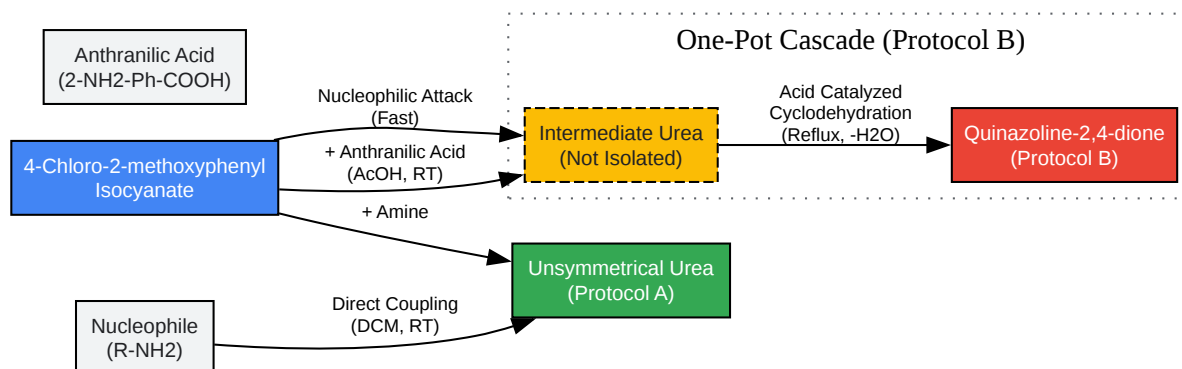 One-Pot Cascade (Protocol B)
Anthranilic Acid
(2-NH2-Ph-COOH)
Nucleophilic Attack
(Fast)
Acid Catalyzed
Cyclodehydration
(Reflux, -H2O)
4-Chloro-2-methoxyphenyl
Isocyanate
+ Anthranilic Acid
(AcOH, RT)
Intermediate Urea
(Not Isolated)
Quinazoline-2,4-dione
(Protocol B)
+ Amine
Unsymmetrical Urea
(Protocol A)
Direct Coupling
(DCM, RT)
Nucleophile
(R-NH2)